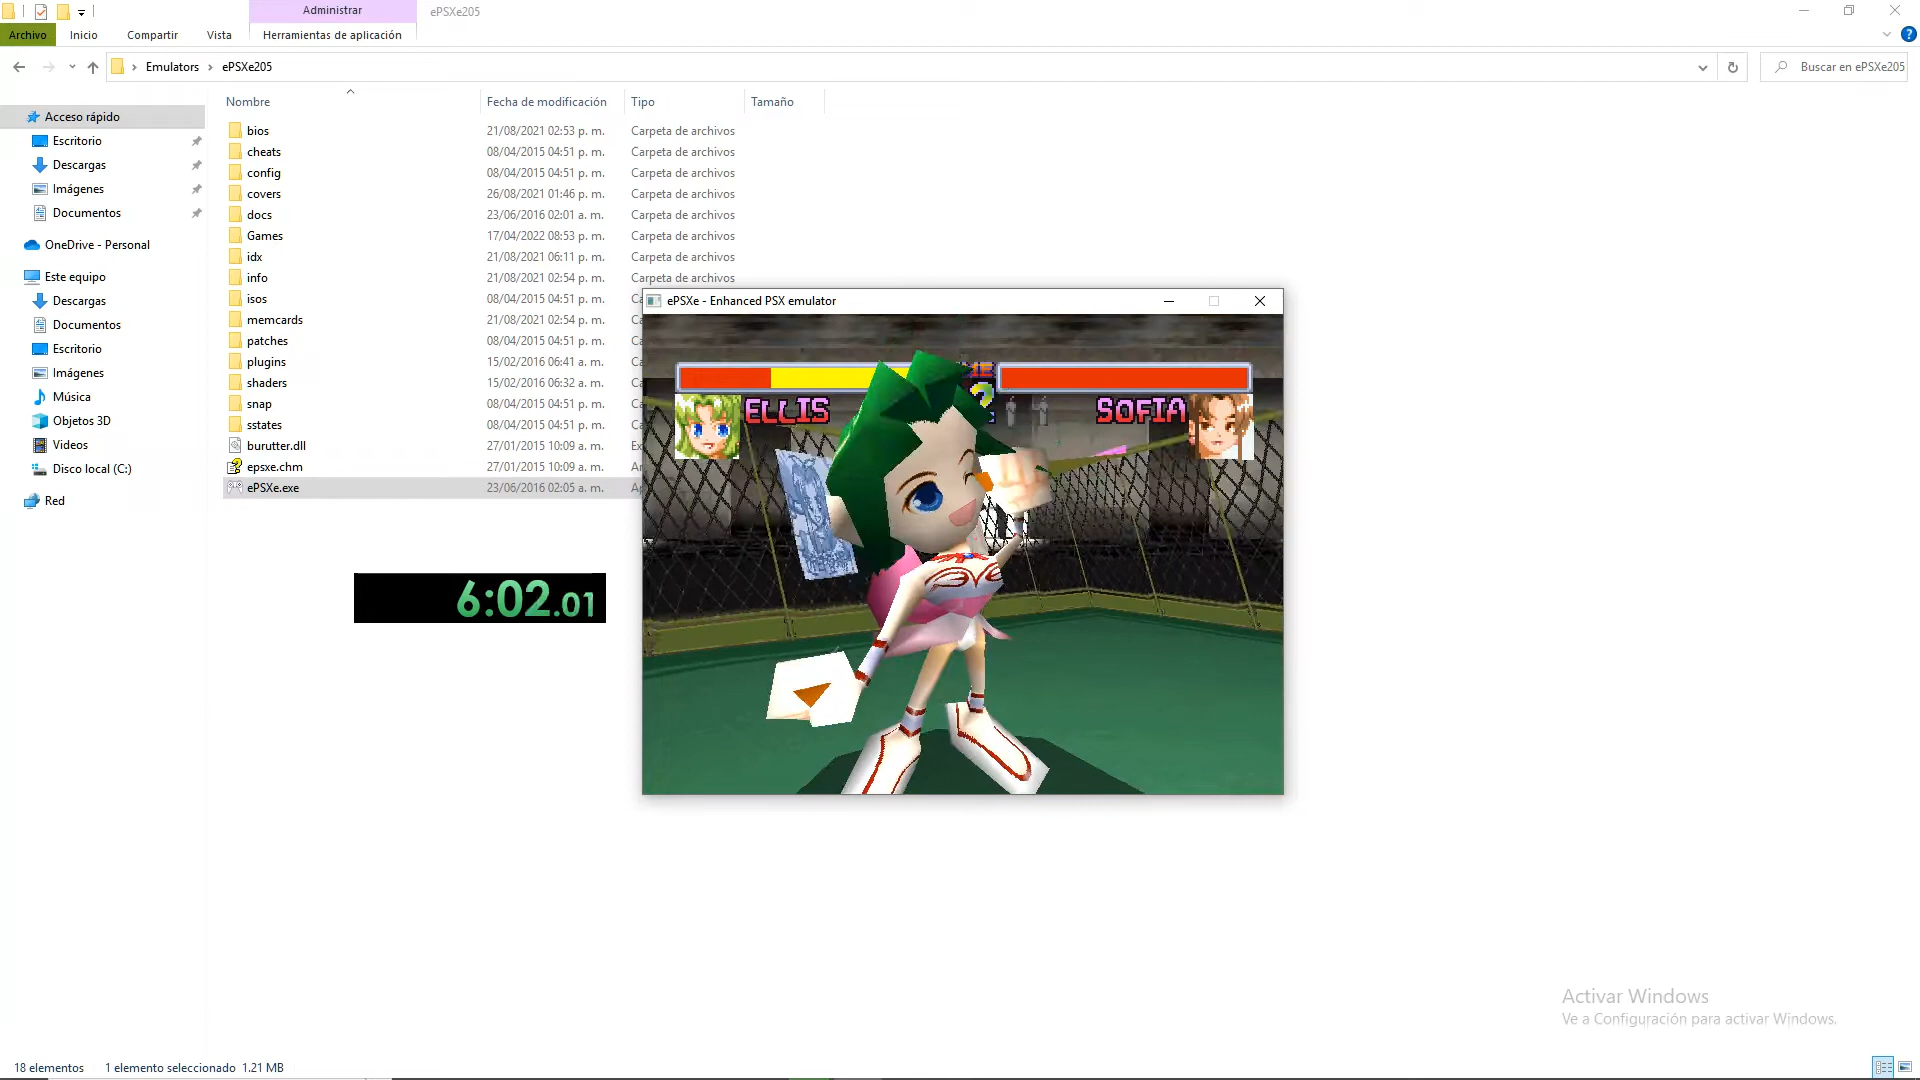 Administrar
ePSXe205
Archivo
Inicio
Compartir
Vista
Herramientas de aplicación
Emulators
ePSXe205
Buscar en ePSXe205
Nombre
Fecha de modificación
Tipo
Tamaño
Acceso rápido
Escritorio
Descargas
Imágenes
Documentos
OneDrive - Personal
Este equipo
Descargas
Documentos
Escritorio
Imágenes
Música
Objetos 3D
Videos
Disco local (C:)
Red
bios 21/08/2021 02:53 p. m. Carpeta de archivos
cheats 08/04/2015 04:51 p. m. Carpeta de archivos
config 08/04/2015 04:51 p. m. Carpeta de archivos
covers 26/08/2021 01:46 p. m. Carpeta de archivos
docs 23/06/2016 02:01 a. m. Carpeta de archivos
Games 17/04/2022 08:53 p. m. Carpeta de archivos
idx 21/08/2021 06:11 p. m. Carpeta de archivos
info 21/08/2021 02:54 p. m. Carpeta de archivos
isos 08/04/2015 04:51 p. m.
memcards 21/08/2021 02:54 p. m.
patches 08/04/2015 04:51 p. m.
plugins 15/02/2016 06:41 a. m.
shaders 15/02/2016 06:32 a. m.
snap 08/04/2015 04:51 p. m.
sstates 08/04/2015 04:51 p. m.
burutter.dll 27/01/2015 10:09 a. m.
epsxe.chm 27/01/2015 10:09 a. m.
ePSXe.exe 23/06/2016 02:05 a. m.
ePSXe - Enhanced PSX emulator
ELLIS
SOFIA
6:02.01
Activar Windows
Ve a Configuración para activar Windows.
18 elementos
1 elemento seleccionado 1.21 MB